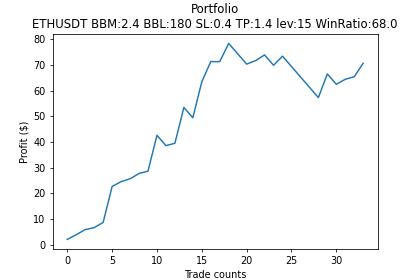 Portfolio
ETHUSDT BBM:2.4 BBL:180 SL:0.4 TP:1.4 lev:15 WinRatio:68.0
80
70
60
50
40
30
20
10
0
Profit ($)
0 5 10 15 20 25 30
Trade counts